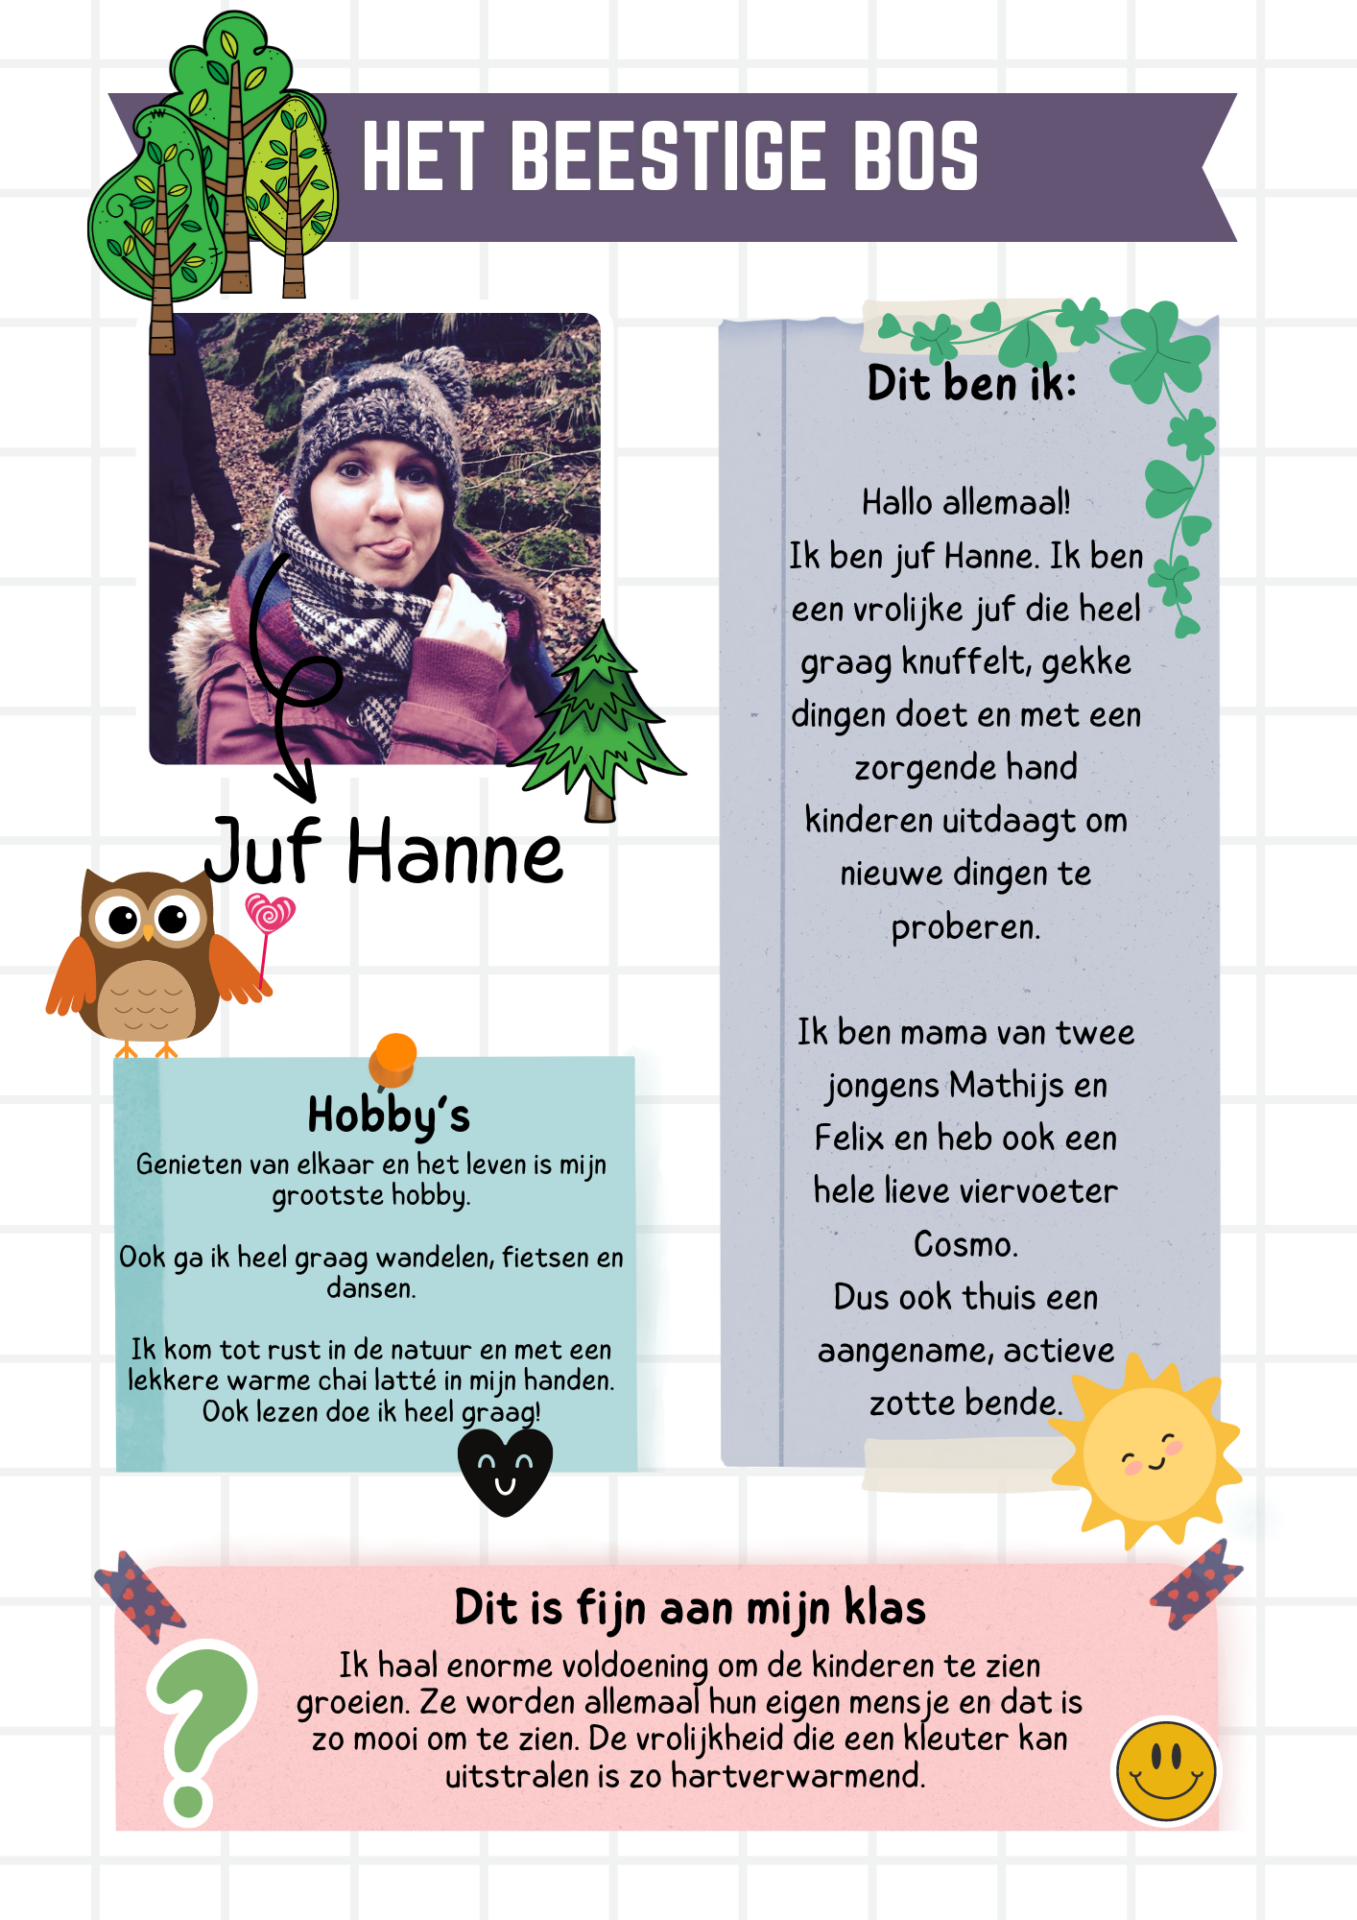 HET BEESTIGE BOS
Juf Hanne
Dit ben ik:
Hallo allemaal!
Ik ben juf Hanne. Ik ben
een vrolijke juf die heel
graag knuffelt, gekke
dingen doet en met een
zorgende hand
kinderen uitdaagt om
nieuwe dingen te
proberen.
Ik ben mama van twee
jongens Mathijs en
Felix en heb ook een
hele lieve viervoeter
Cosmo.
Dus ook thuis een
aangename, actieve
zotte bende.
Hobby's
Genieten van elkaar en het leven is mijn
grootste hobby.
Ook ga ik heel graag wandelen, fietsen en
dansen.
Ik kom tot rust in de natuur en met een
lekkere warme chai latté in mijn handen.
Ook lezen doe ik heel graag!
Dit is fijn aan mijn klas
Ik haal enorme voldoening om de kinderen te zien
groeien. Ze worden allemaal hun eigen mensje en dat is
zo mooi om te zien. De vrolijkheid die een kleuter kan
uitstralen is zo hartverwarmend.
?